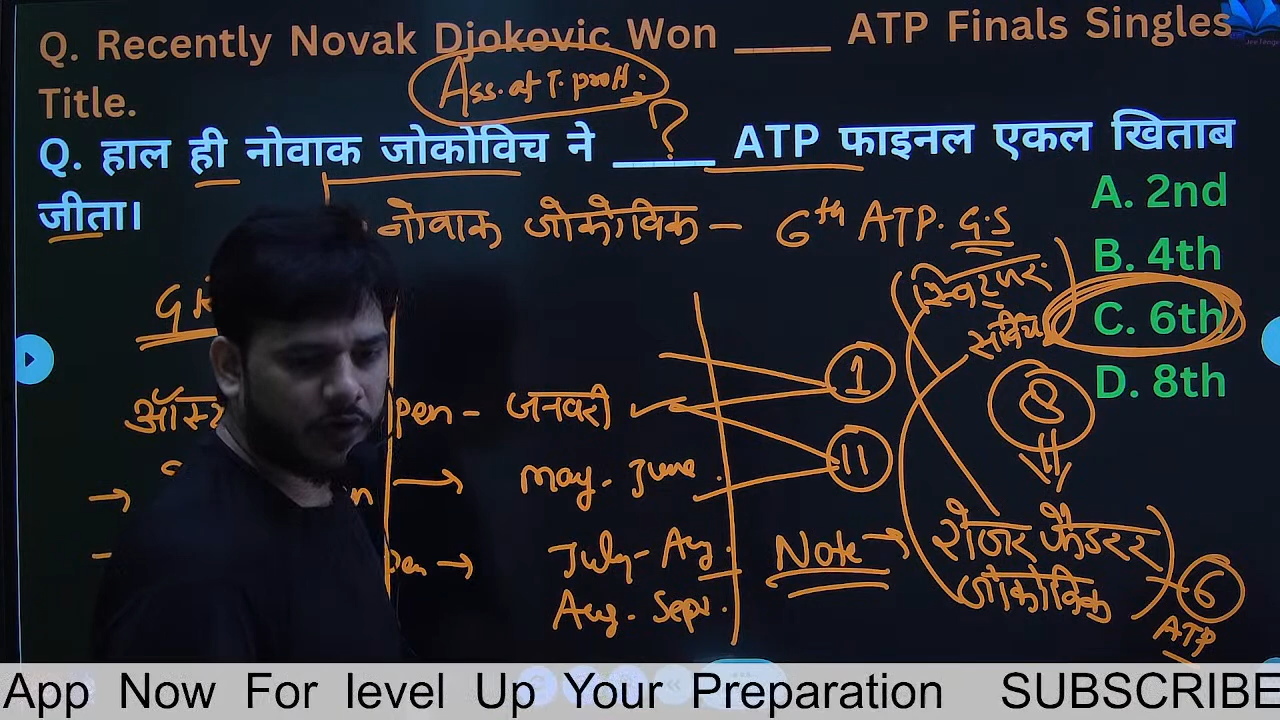 Q. Recently Novak Djokovic Won ____ ATP Finals Singles
Title.
Ass. of T. proff.
?
Q. हाल ही नोवाक जोकोविच ने ____ ATP फाइनल एकल खिताब
जीता।
A. 2nd
B. 4th
C. 6th
D. 8th
नोवाक जोकोविक - 6th ATP. G.S
ऑस्ट pen - जनवरी
n → May - June
pen → July - Aug.
Aug. - Sept.
1
11
8
Note → रोजर फेडरर
जोकोविक
6
ATP
App Now For level Up Your Preparation SUBSCRIBE